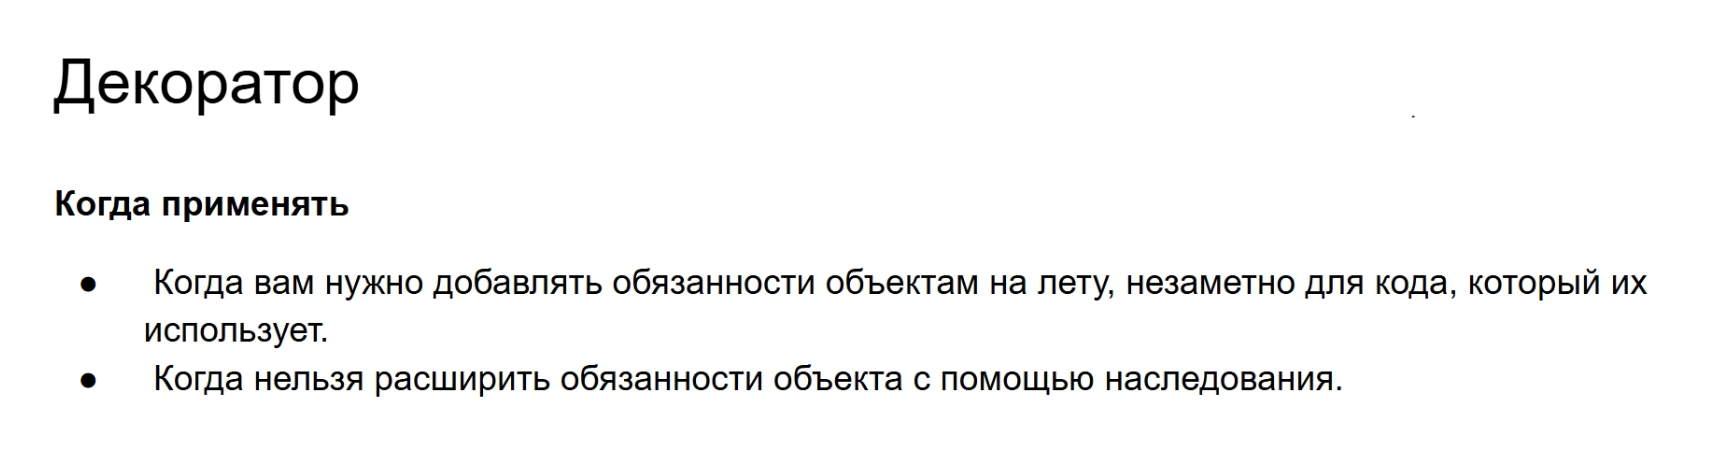 Декоратор
Когда применять
● Когда вам нужно добавлять обязанности объектам на лету, незаметно для кода, который их
использует.
● Когда нельзя расширить обязанности объекта с помощью наследования.